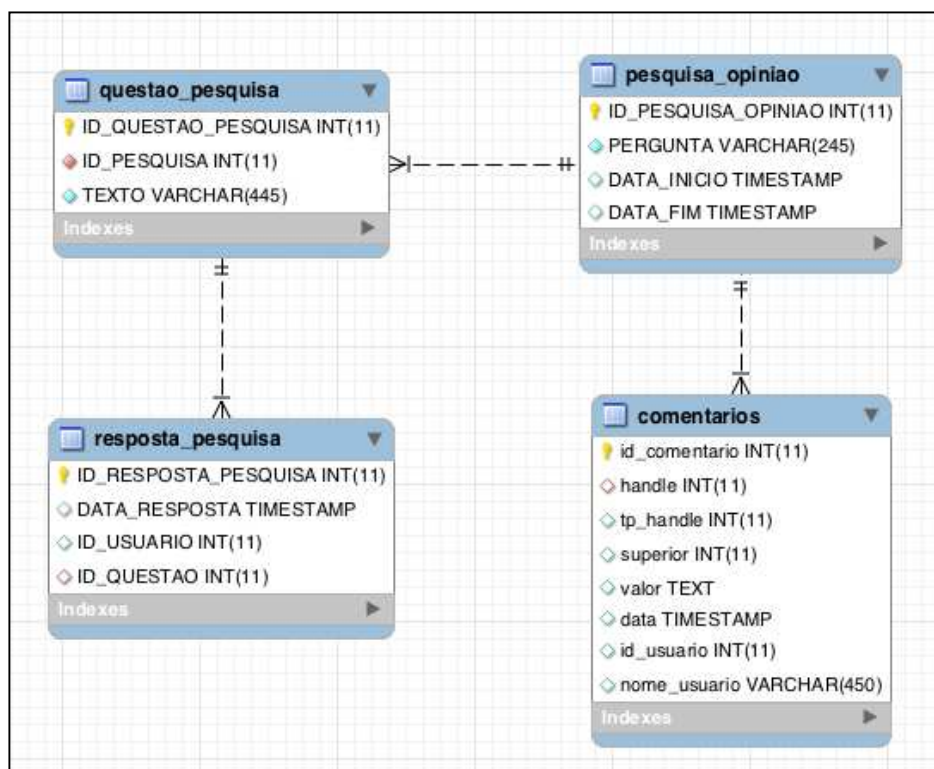 questao_pesquisa
ID_QUESTAO_PESQUISA INT(11)
ID_PESQUISA INT(11)
TEXTO VARCHAR(445)
Indexes
pesquisa_opiniao
ID_PESQUISA_OPINIAO INT(11)
PERGUNTA VARCHAR(245)
DATA_INICIO TIMESTAMP
DATA_FIM TIMESTAMP
Indexes
resposta_pesquisa
ID_RESPOSTA_PESQUISA INT(11)
DATA_RESPOSTA TIMESTAMP
ID_USUARIO INT(11)
ID_QUESTAO INT(11)
Indexes
comentarios
id_comentario INT(11)
handle INT(11)
tp_handle INT(11)
superior INT(11)
valor TEXT
data TIMESTAMP
id_usuario INT(11)
nome_usuario VARCHAR(450)
Indexes